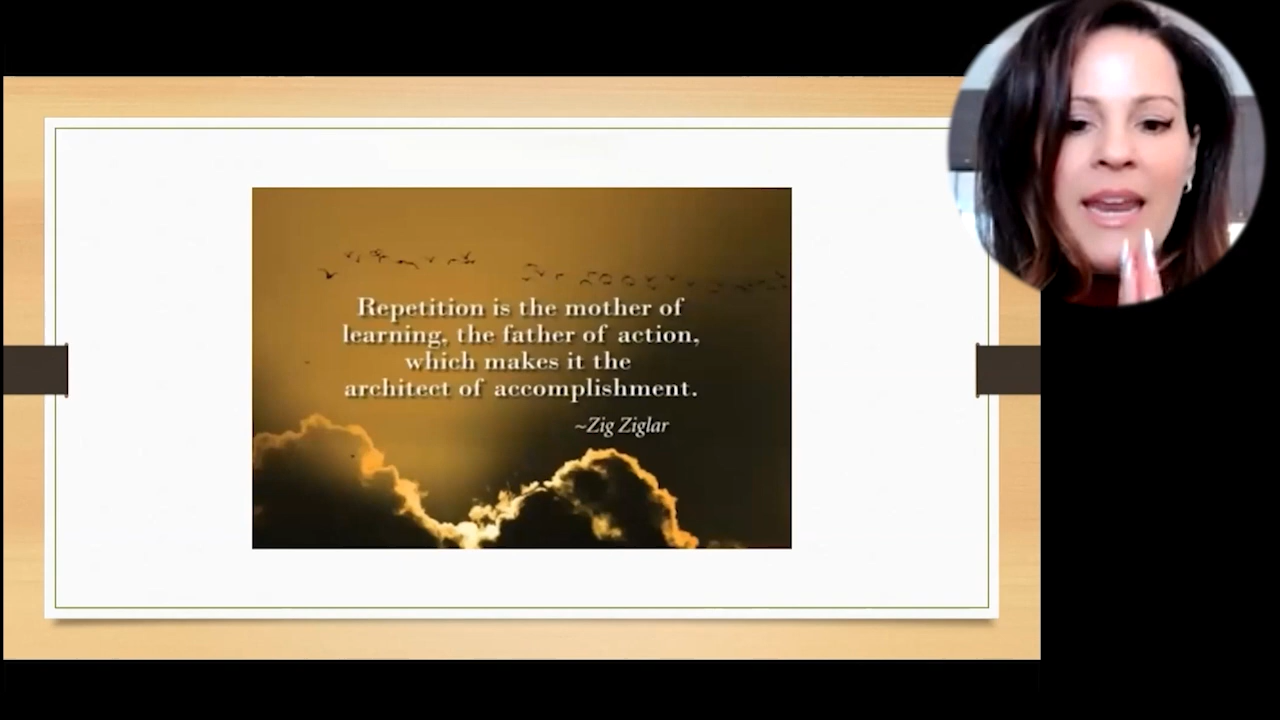 Repetition is the mother of
learning, the father of action,
which makes it the
architect of accomplishment.
~Zig Ziglar